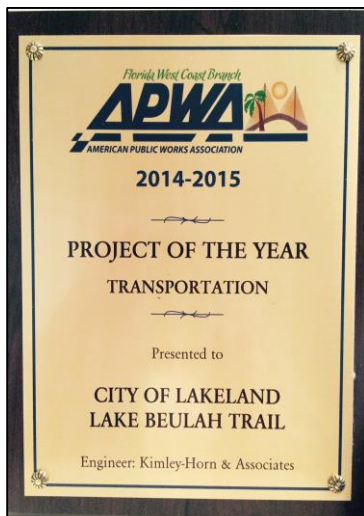 Florida West Coast Branch
APWA
AMERICAN PUBLIC WORKS ASSOCIATION
2014-2015
PROJECT OF THE YEAR
TRANSPORTATION
Presented to
CITY OF LAKELAND
LAKE BEULAH TRAIL
Engineer: Kimley-Horn & Associates